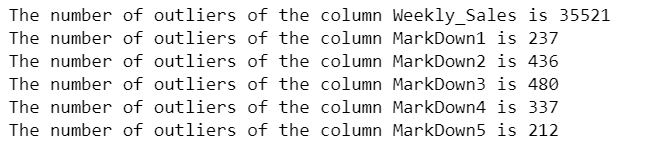 The number of outliers of the column Weekly_Sales is 35521
The number of outliers of the column MarkDown1 is 237
The number of outliers of the column MarkDown2 is 436
The number of outliers of the column MarkDown3 is 480
The number of outliers of the column MarkDown4 is 337
The number of outliers of the column MarkDown5 is 212